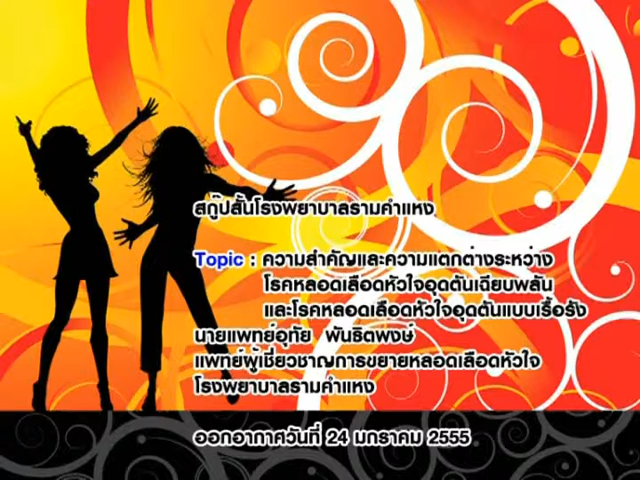 สกู๊ปสั้นโรงพยาบาลรามคำแหง
Topic : ความสำคัญและความแตกต่างระหว่าง
โรคหลอดเลือดหัวใจอุดตันเฉียบพลัน
และโรคหลอดเลือดหัวใจอุดตันแบบเรื้อรัง
นายแพทย์อุทัย พันธิตพงษ์
แพทย์ผู้เชี่ยวชาญการขยายหลอดเลือดหัวใจ
โรงพยาบาลรามคำแหง
ออกอากาศวันที่ 24 มกราคม 2555